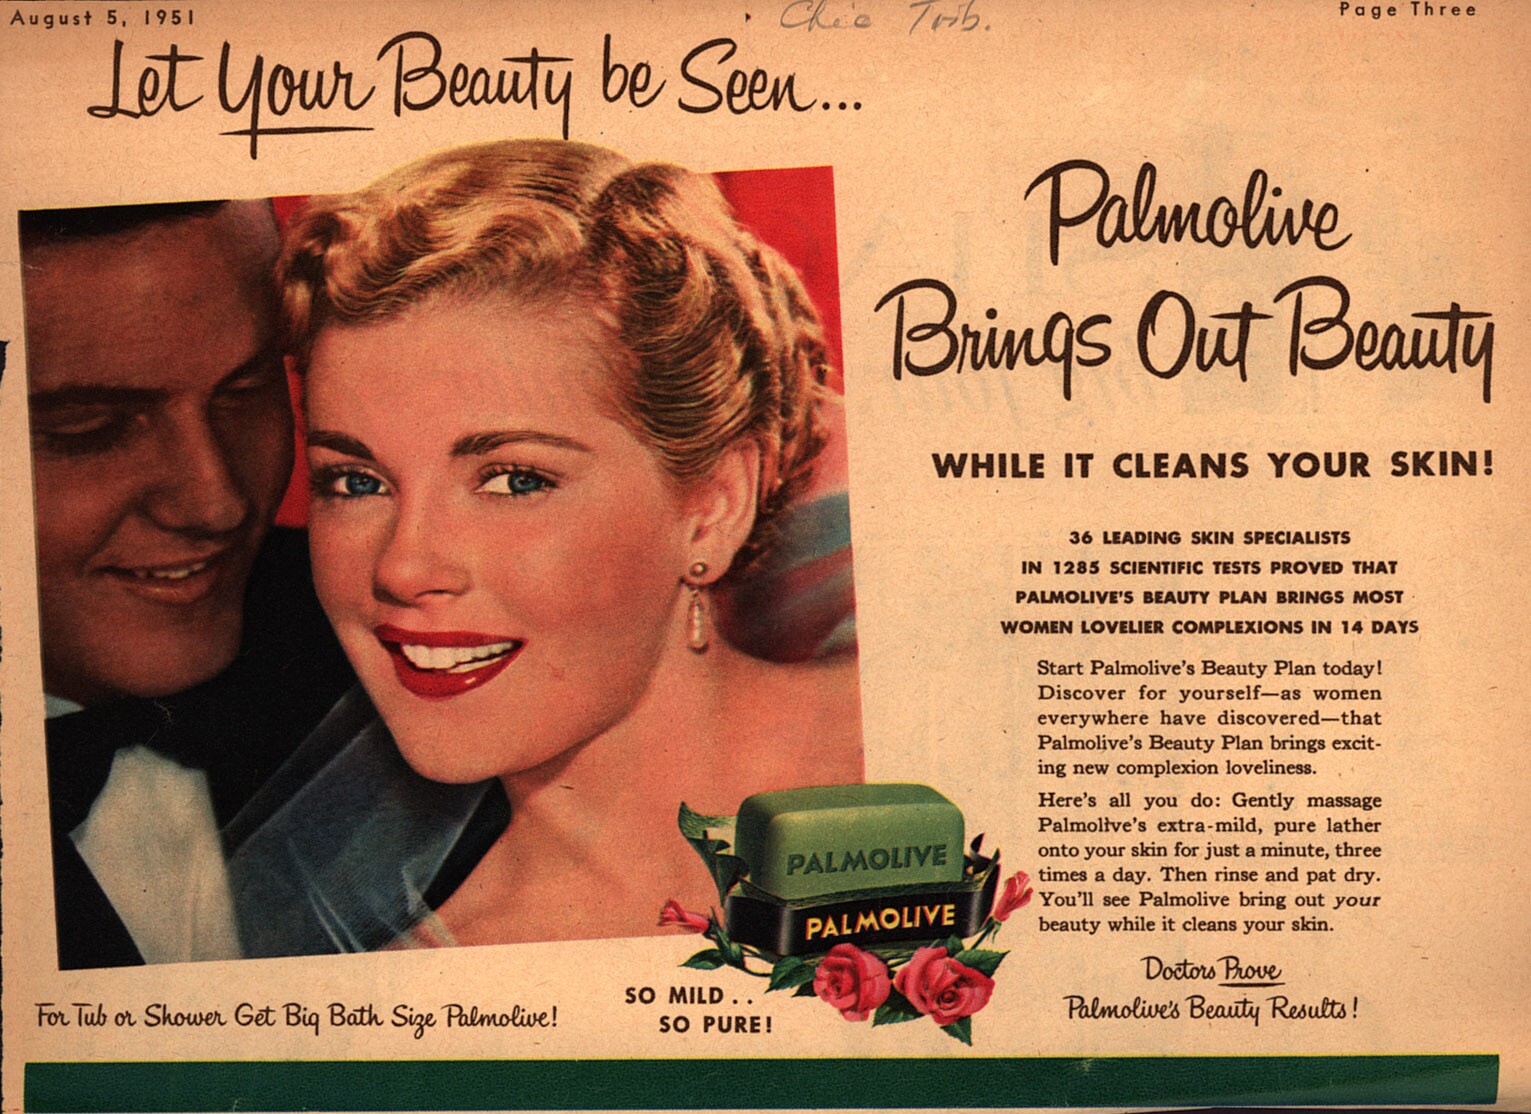 August 5, 1951
Chic Trib.
Page Three
Let Your Beauty be Seen...
Palmolive
Brings Out Beauty
WHILE IT CLEANS YOUR SKIN!
36 LEADING SKIN SPECIALISTS
IN 1285 SCIENTIFIC TESTS PROVED THAT
PALMOLIVE'S BEAUTY PLAN BRINGS MOST
WOMEN LOVELIER COMPLEXIONS IN 14 DAYS
Start Palmolive's Beauty Plan today!
Discover for yourself—as women
everywhere have discovered—that
Palmolive's Beauty Plan brings excit-
ing new complexion loveliness.
Here's all you do: Gently massage
Palmolive's extra-mild, pure lather
onto your skin for just a minute, three
times a day. Then rinse and pat dry.
You'll see Palmolive bring out your
beauty while it cleans your skin.
Doctors Prove
Palmolive's Beauty Results!
PALMOLIVE
PALMOLIVE
SO MILD..
SO PURE!
For Tub or Shower Get Big Bath Size Palmolive!